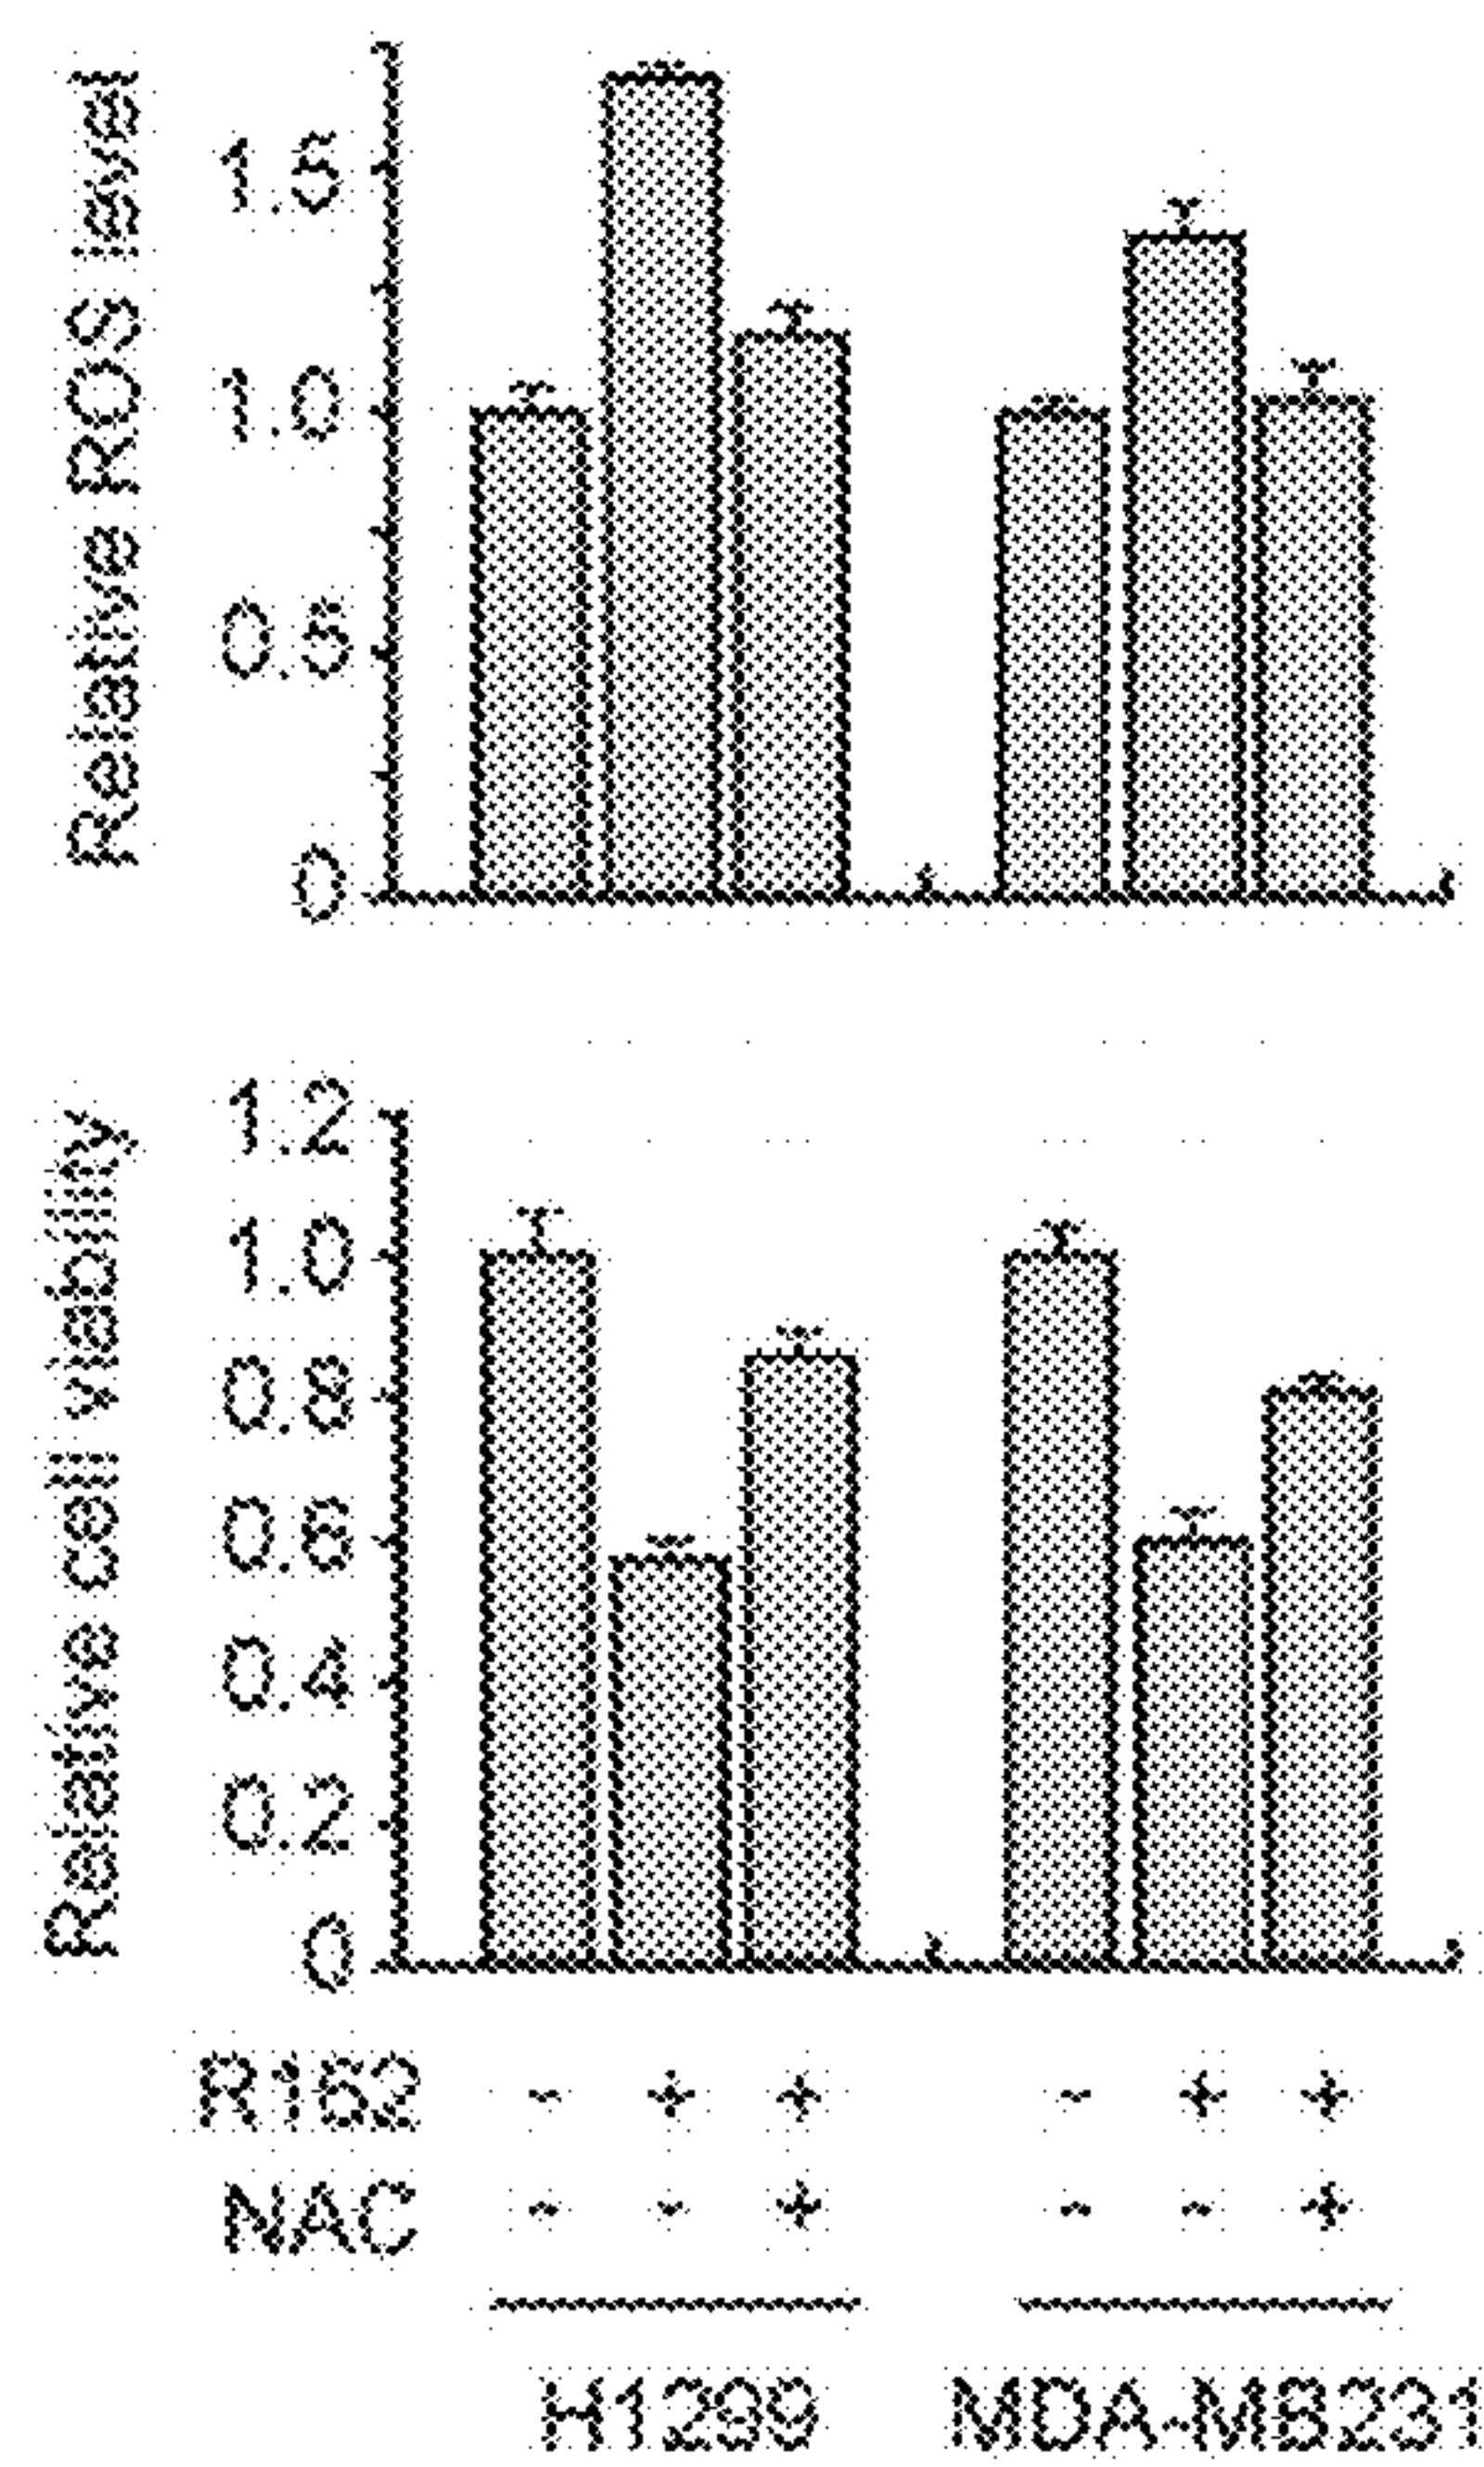 Relative ROS level
1.5
1.0
0.5
0
Relative cell viability
1.2
1.0
0.8
0.6
0.4
0.2
0
R162 - + + - + +
NAC - - + - - +
H1299 MDA-MB231